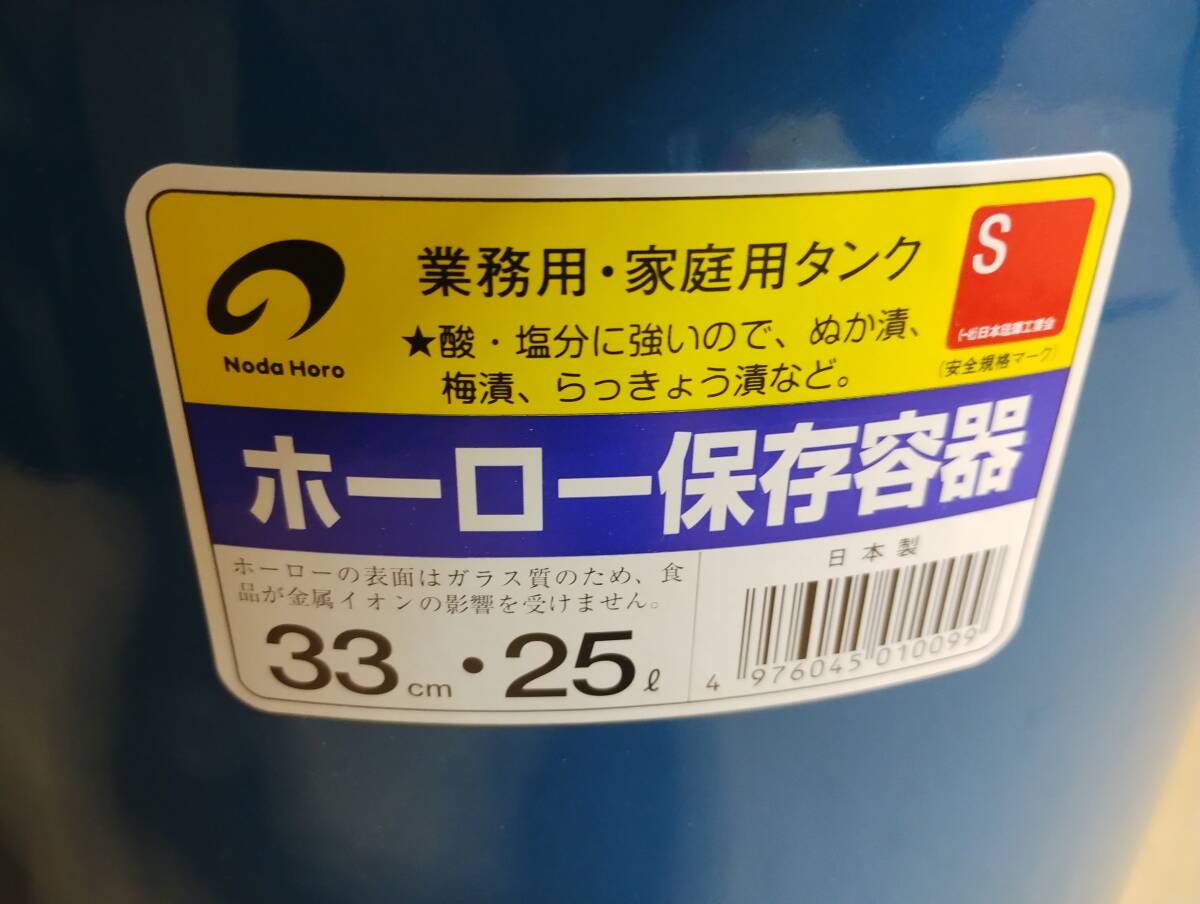 Noda Horo
業務用・家庭用タンク
★酸・塩分に強いので、ぬか漬、
梅漬、らっきょう漬など。
S
(安全規格マーク)
ホーロー保存容器
ホーローの表面はガラス質のため、食
品が金属イオンの影響を受けません。
33cm・25ℓ
日本製
4 976045 010099